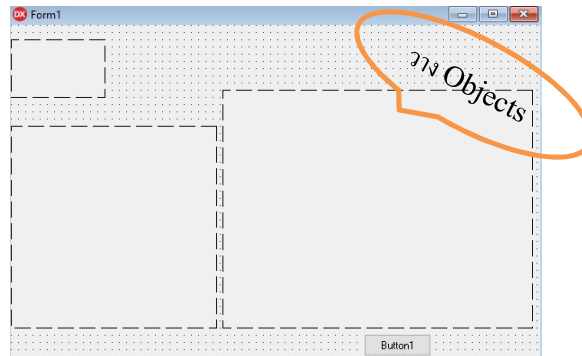 DX Form1
วาง Objects
Button1